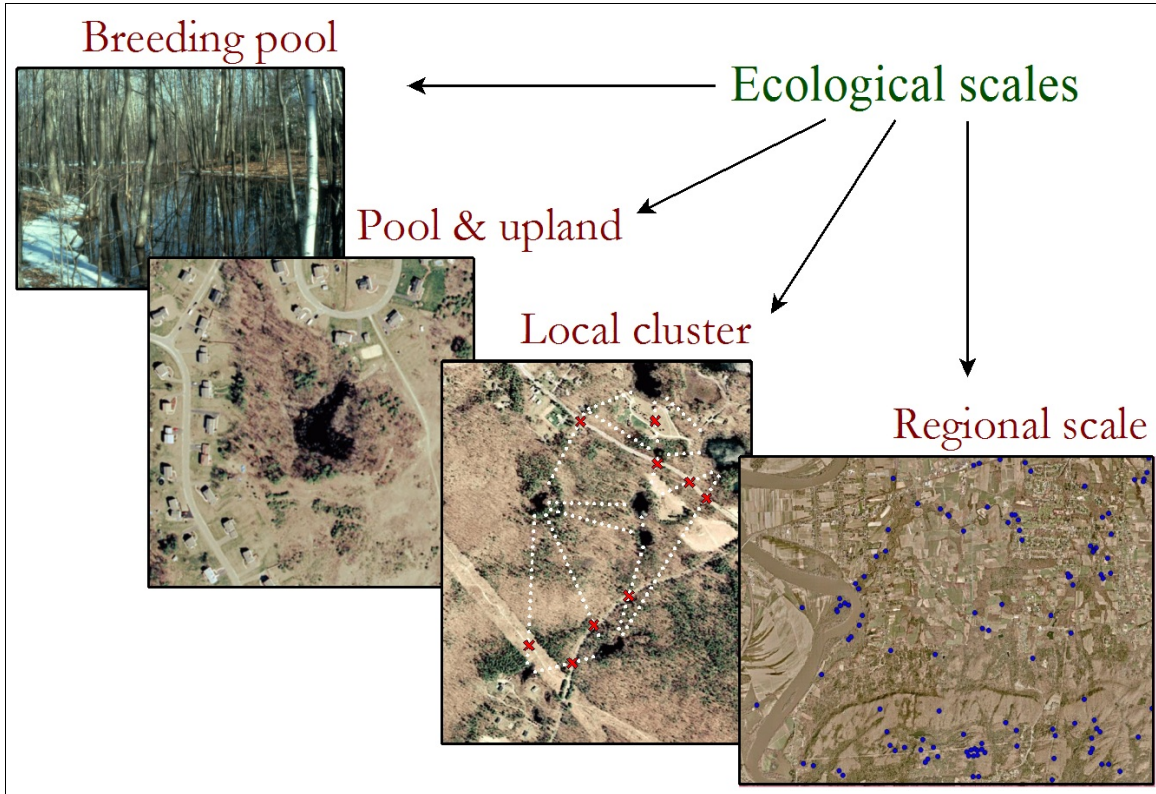 Breeding pool
Ecological scales
Pool & upland
Local cluster
Regional scale